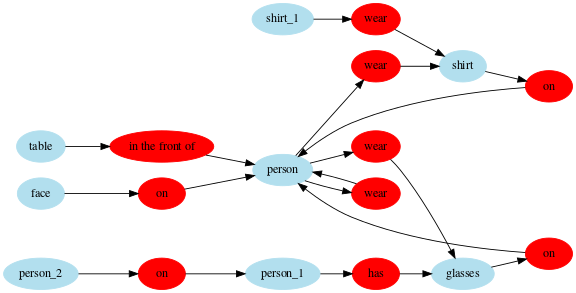 shirt_1
wear
wear
shirt
on
table
in the front of
wear
person
face
on
wear
on
person_2
on
person_1
has
glasses